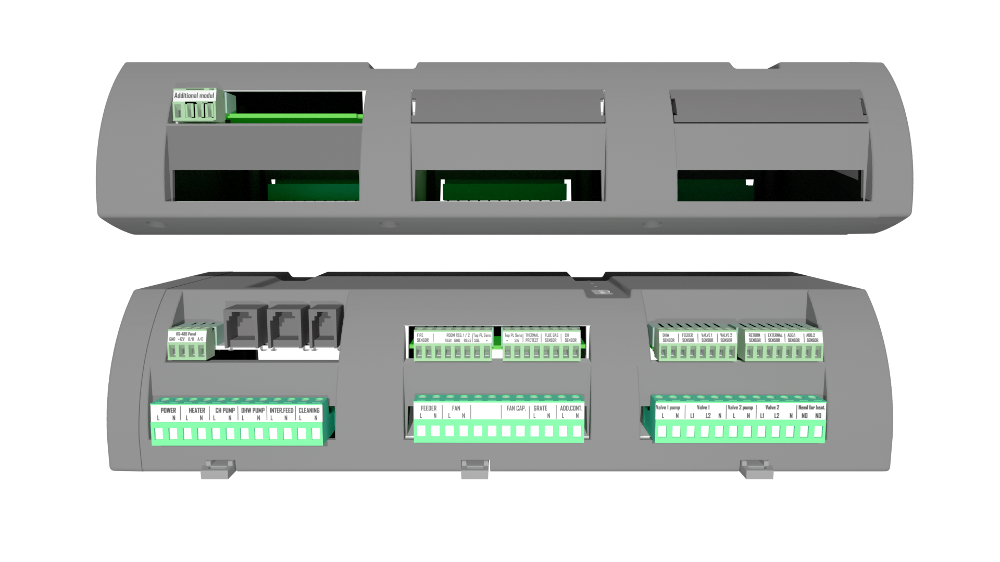 Additional modul
RS-485 Panel
GND +12V B/D A/D
FIRE ROOM REG. 1 / 2 Top PL Sens
SENSOR REG1 GND REG2 SIG. +
Top PL Sens THERMAL FLUE GAS CH
+ SIG PROTECT SENSOR SENSOR
DHW FEEDER VALVE 1 VALVE 2
SENSOR SENSOR SENSOR SENSOR
RETURN EXTERNAL ADD.1 ADD.2
SENSOR SENSOR SENSOR SENSOR
POWER HEATER CH PUMP DHW PUMP INTER.FEED CLEANING
L N L N L N L N L N L N
FEEDER FAN FAN CAP. GRATE ADD.CONT.
L N L N L N L N
Valve 1 pump Valve 1 Valve 2 pump Valve 2 Need for heat.
L N L1 L2 N L N L1 L2 N NO NO